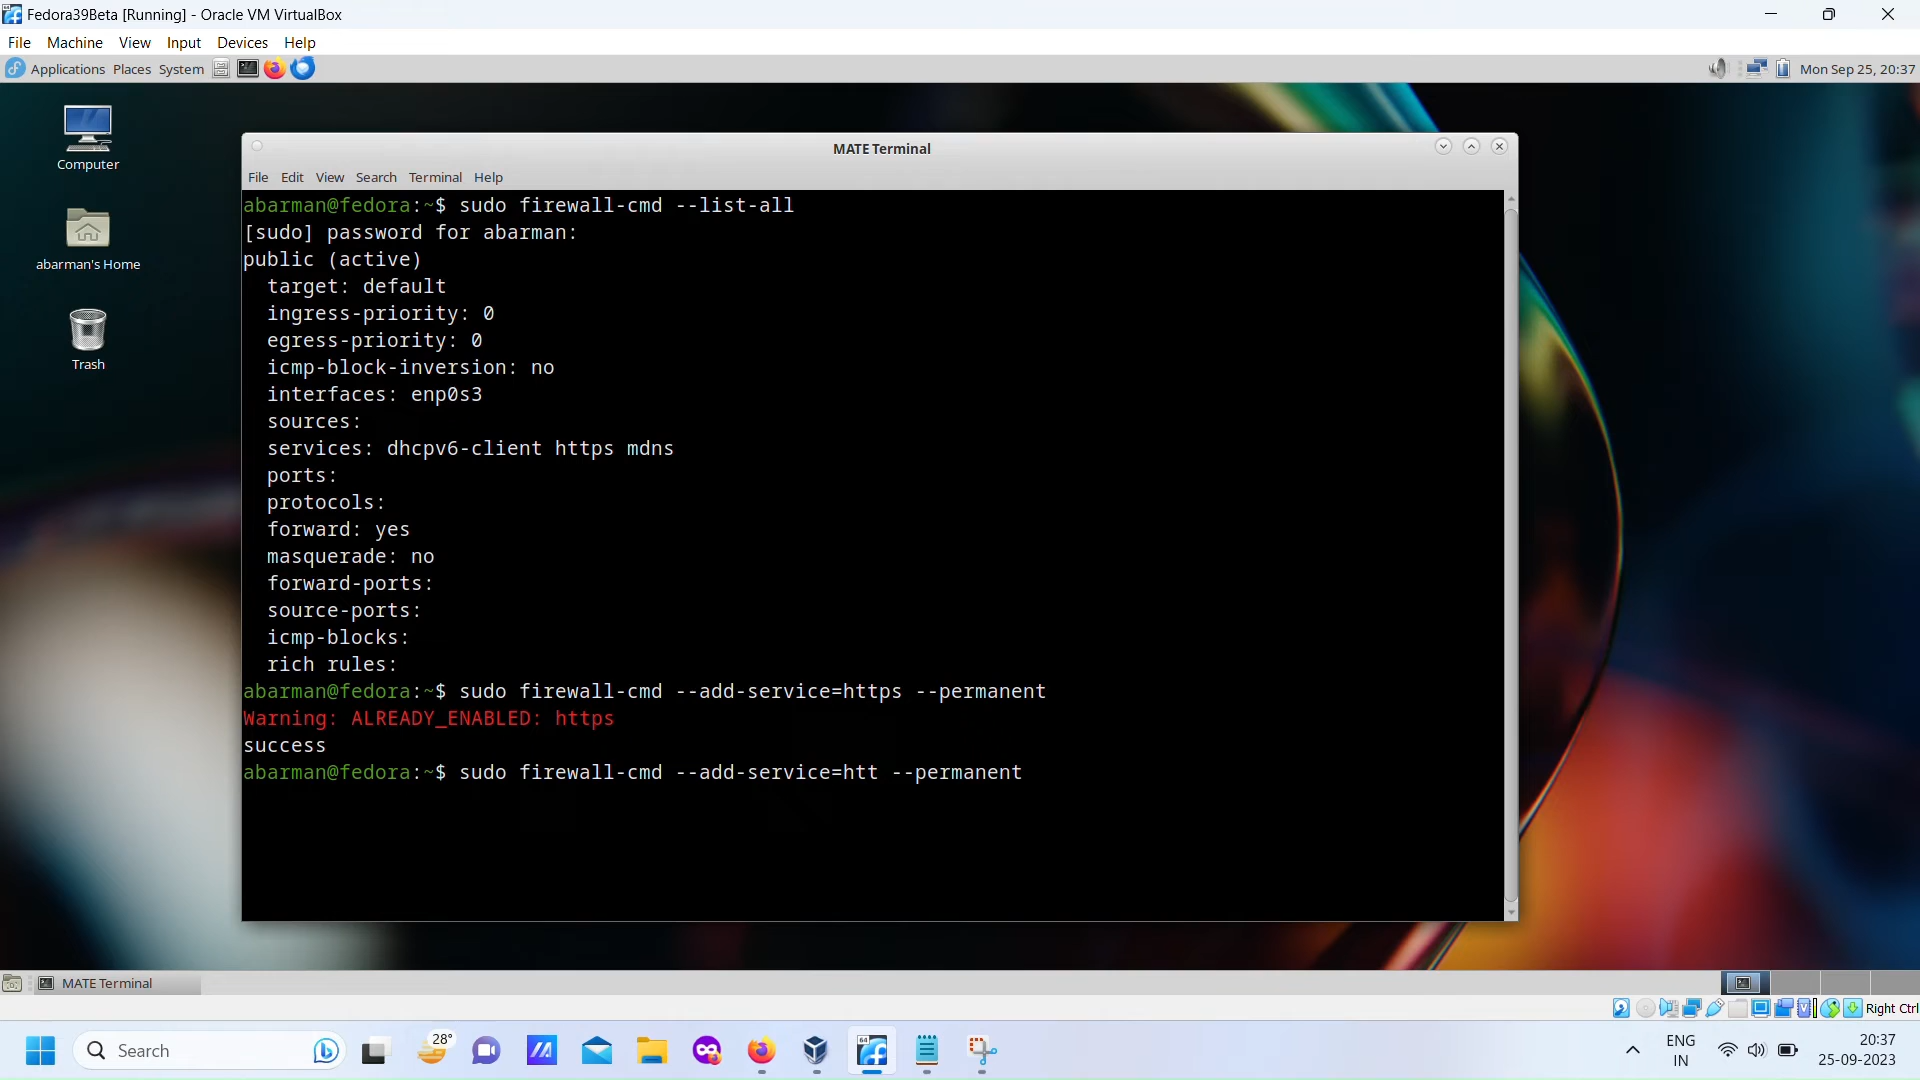 Fedora39Beta [Running] - Oracle VM VirtualBox
File Machine View Input Devices Help
Applications Places System
Mon Sep 25, 20:37
Computer
abarman's Home
Trash
MATE Terminal
File Edit View Search Terminal Help
abarman@fedora:~$ sudo firewall-cmd --list-all
[sudo] password for abarman:
public (active)
target: default
ingress-priority: 0
egress-priority: 0
icmp-block-inversion: no
interfaces: enp0s3
sources:
services: dhcpv6-client https mdns
ports:
protocols:
forward: yes
masquerade: no
forward-ports:
source-ports:
icmp-blocks:
rich rules:
abarman@fedora:~$ sudo firewall-cmd --add-service=https --permanent
Warning: ALREADY_ENABLED: https
success
abarman@fedora:~$ sudo firewall-cmd --add-service=htt --permanent
MATE Terminal
Right Ctrl
Search
28°
64
ENG
IN
20:37
25-09-2023